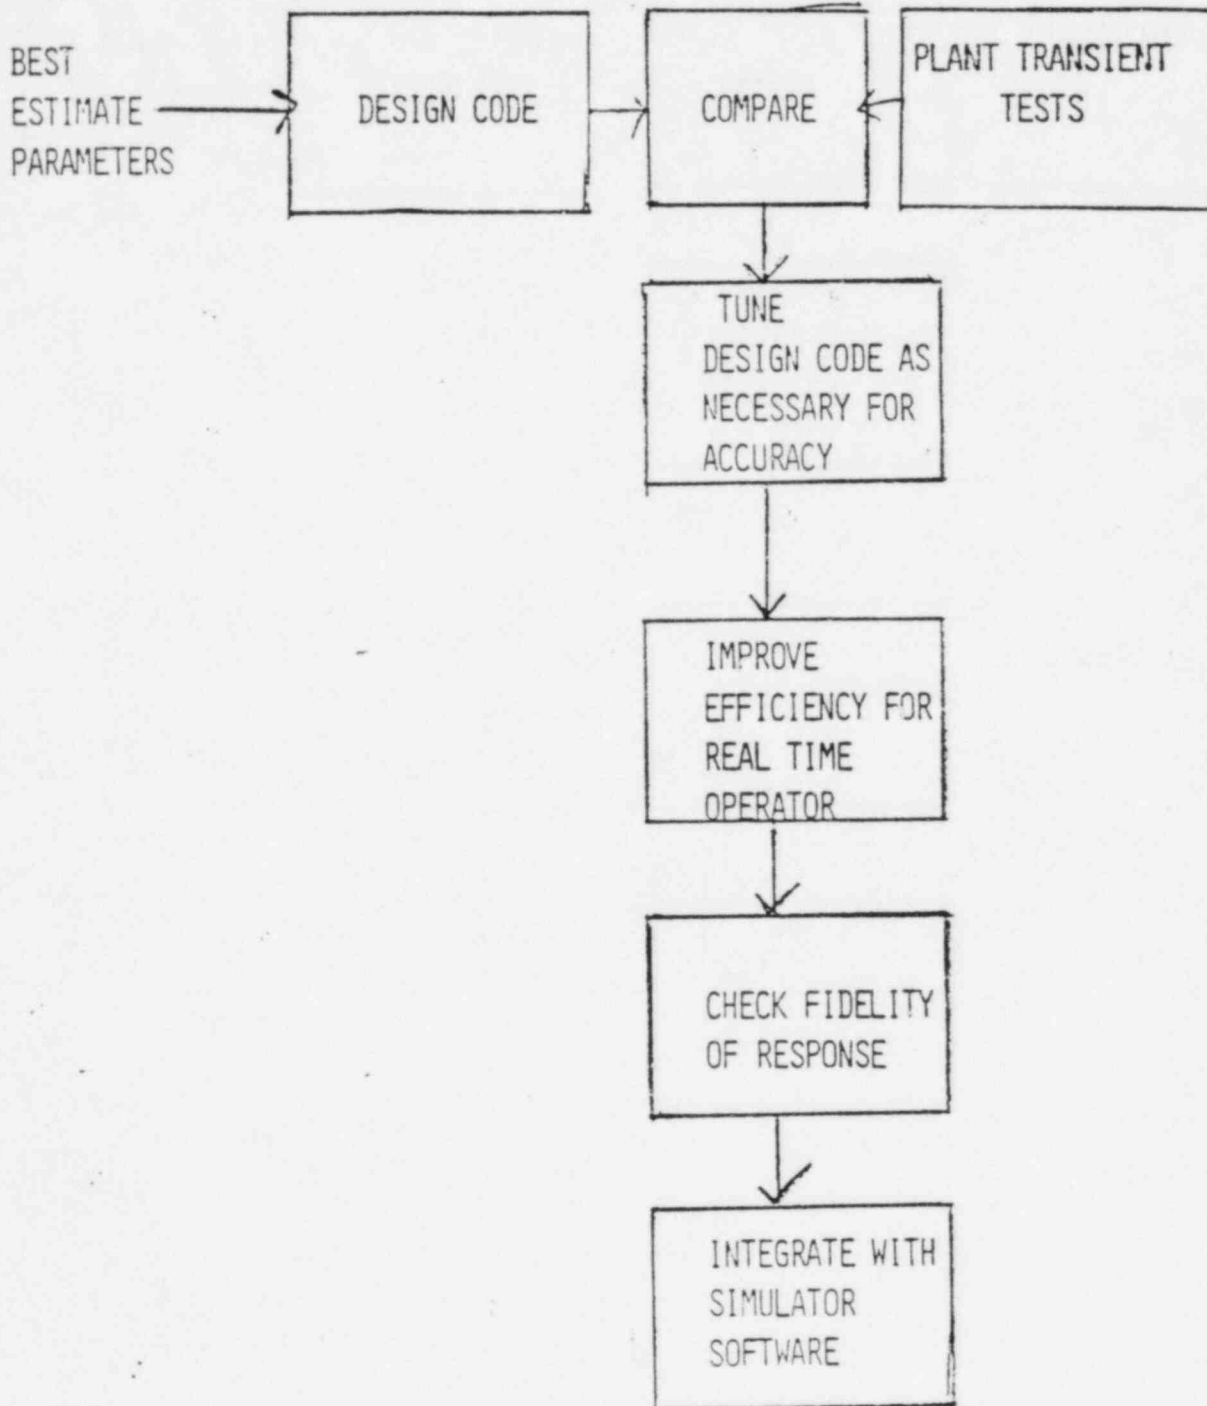 BEST
ESTIMATE
PARAMETERS
DESIGN CODE
COMPARE
PLANT TRANSIENT
TESTS
TUNE
DESIGN CODE AS
NECESSARY FOR
ACCURACY
IMPROVE
EFFICIENCY FOR
REAL TIME
OPERATOR
CHECK FIDELITY
OF RESPONSE
INTEGRATE WITH
SIMULATOR
SOFTWARE